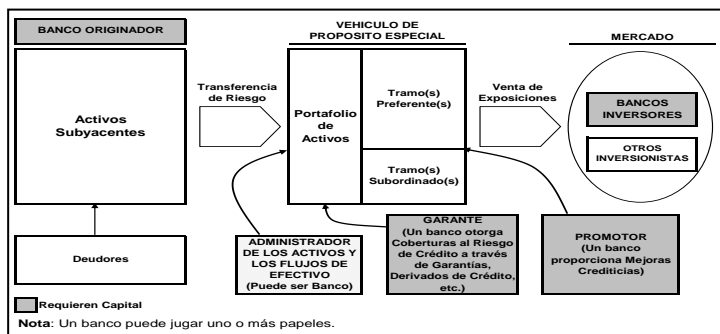 BANCO ORIGINADOR
VEHICULO DE
PROPOSITO ESPECIAL
MERCADO
Activos
Subyacentes
Transferencia
de Riesgo
Portafolio
de
Activos
Tramo(s)
Preferente(s)
Tramo(s)
Subordinado(s)
Venta de
Exposiciones
BANCOS
INVERSORES
OTROS
INVERSIONISTAS
Deudores
ADMINISTRADOR
DE LOS ACTIVOS Y
LOS FLUJOS DE
EFECTIVO
(Puede ser Banco)
GARANTE
(Un banco otorga
Coberturas al Riesgo
de Crédito a través
de Garantías,
Derivados de Crédito,
etc.)
PROMOTOR
(Un banco
proporciona Mejoras
Crediticias)
Requieren Capital
Nota: Un banco puede jugar uno o más papeles.